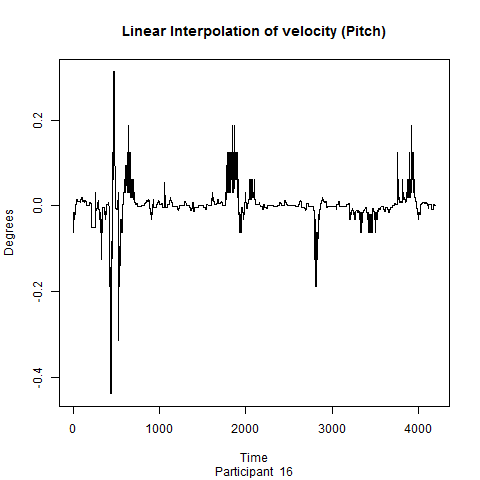 Linear Interpolation of velocity (Pitch)
Degrees
0.2
0.0
-0.2
-0.4
0 1000 2000 3000 4000
Time
Participant 16